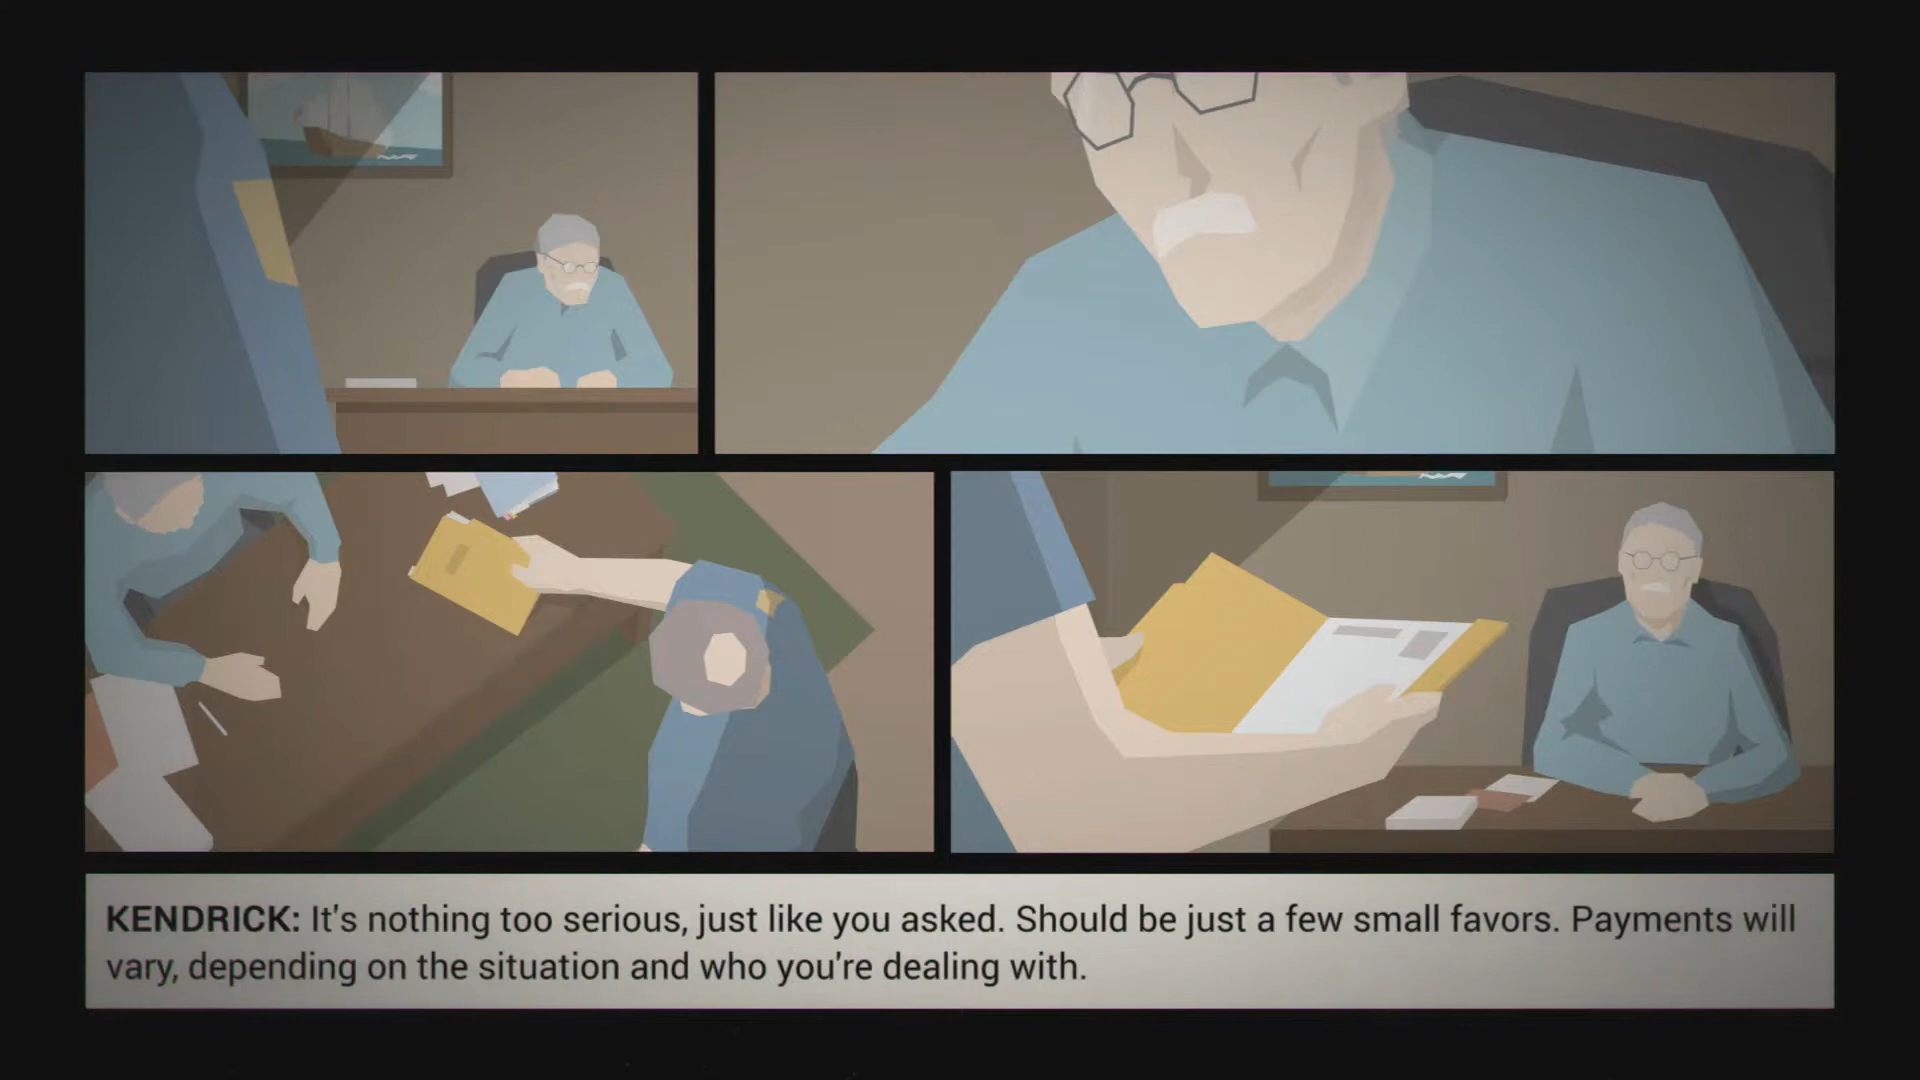 KENDRICK: It's nothing too serious, just like you asked. Should be just a few small favors. Payments will
vary, depending on the situation and who you're dealing with.